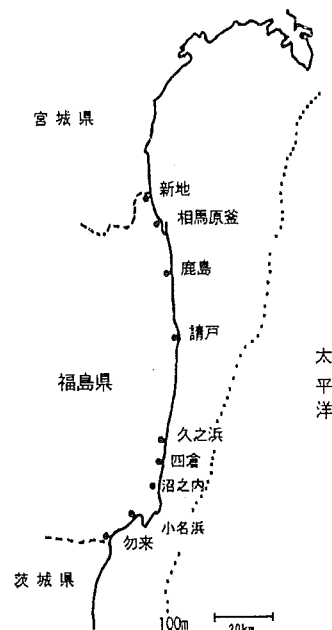 宮城県
新地
相馬原釜
鹿島
請戸
福島県
太平洋
久之浜
四倉
沼之内
小名浜
勿来
茨城県
100m
20km